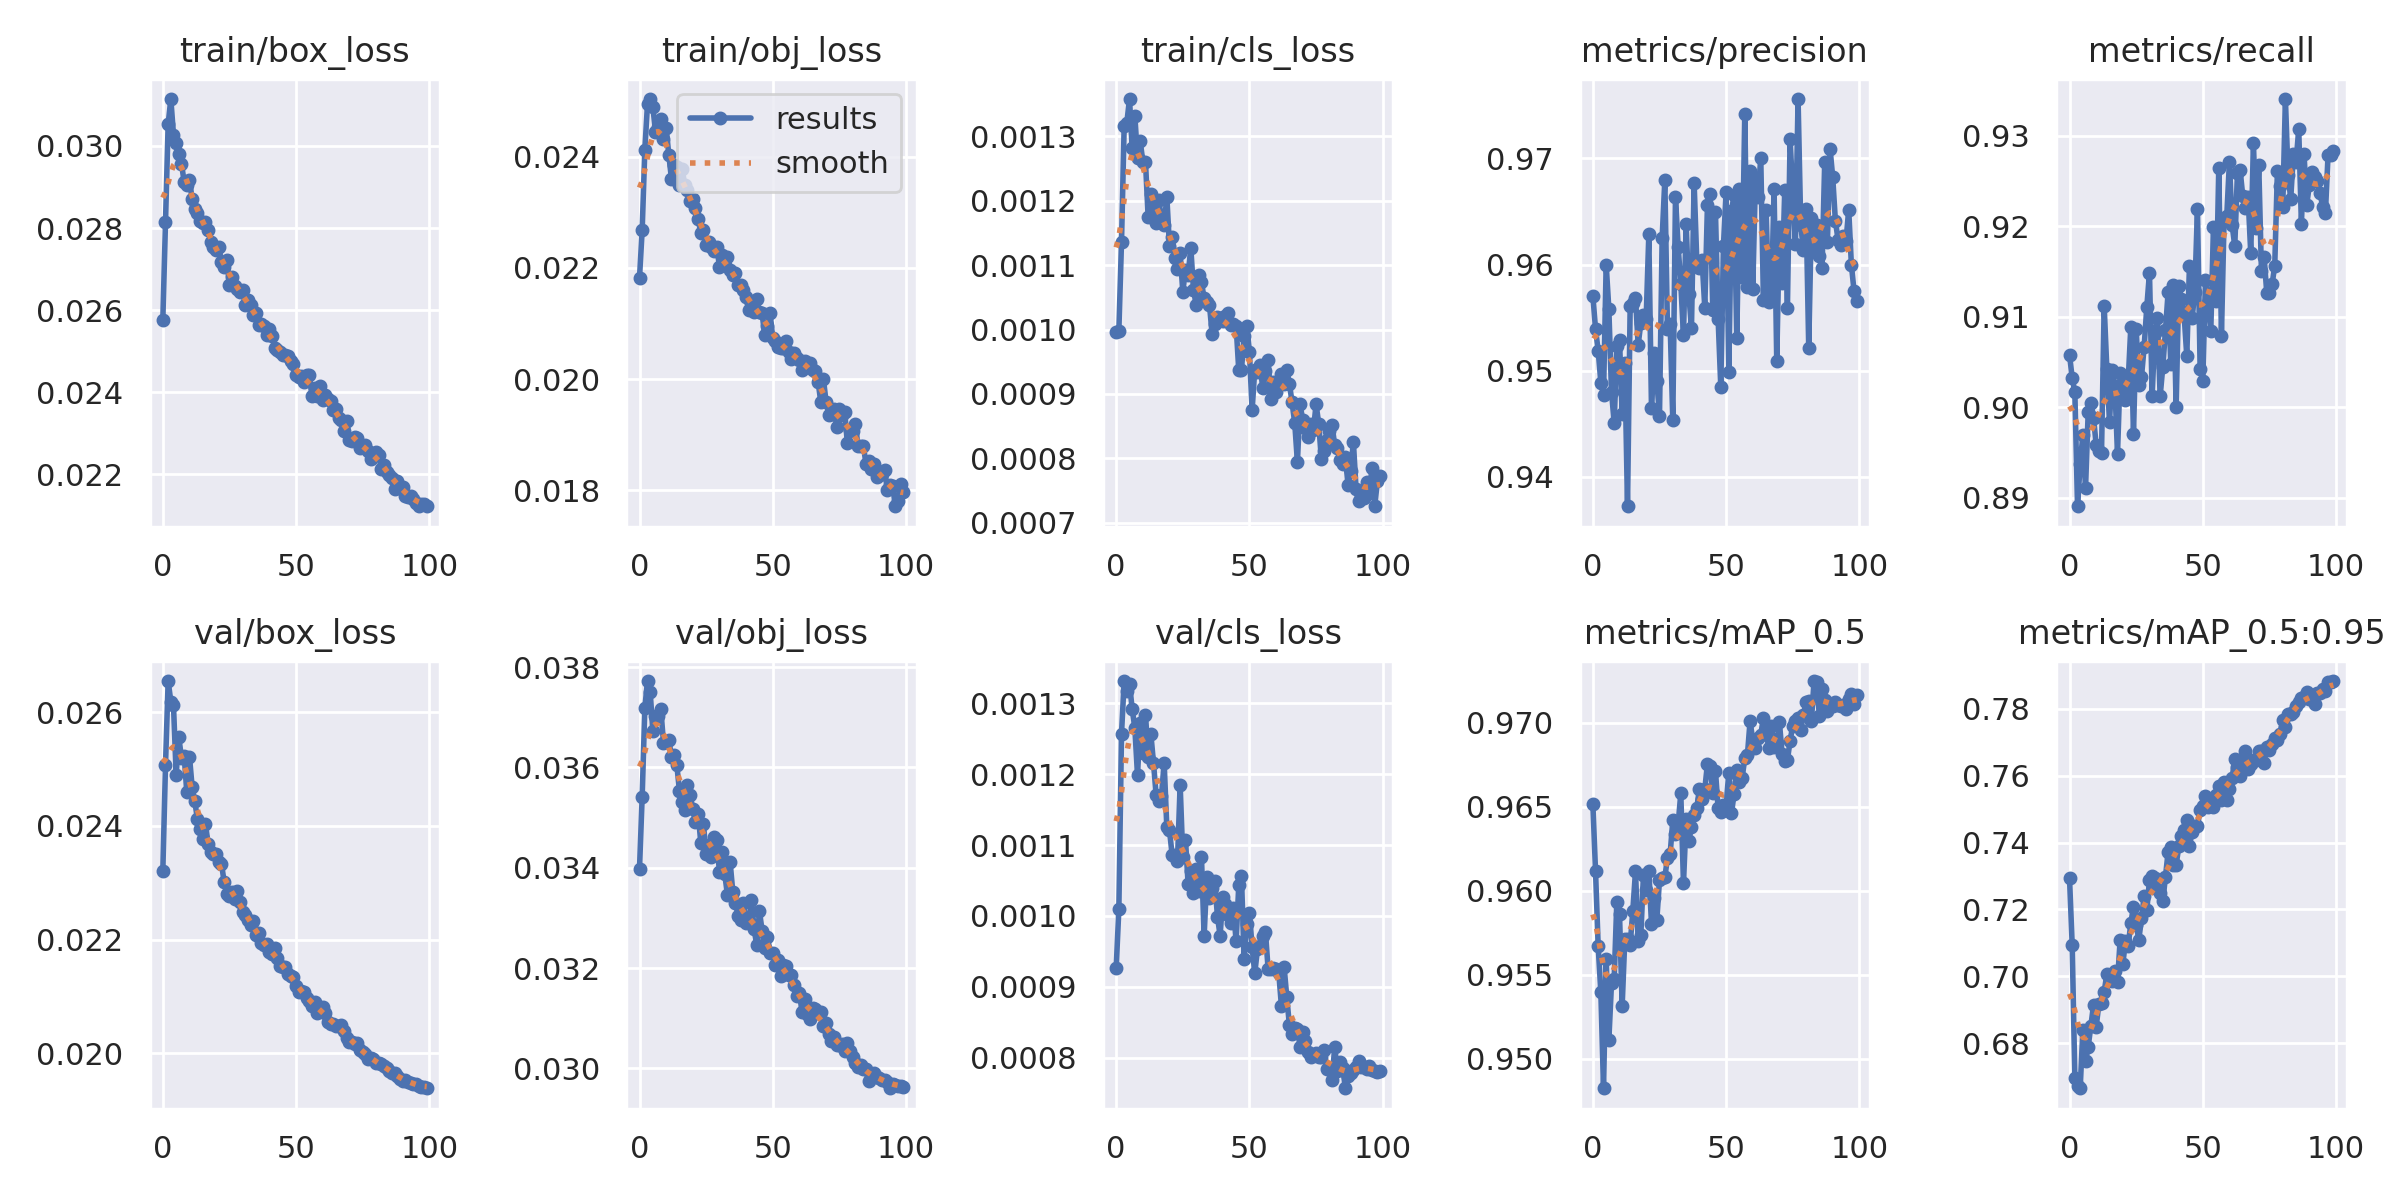 train/box_loss
0.030
0.028
0.026
0.024
0.022
0 50 100
train/obj_loss
results
smooth
0.024
0.022
0.020
0.018
0 50 100
train/cls_loss
0.0013
0.0012
0.0011
0.0010
0.0009
0.0008
0.0007
0 50 100
metrics/precision
0.97
0.96
0.95
0.94
0 50 100
metrics/recall
0.93
0.92
0.91
0.90
0.89
0 50 100
val/box_loss
0.026
0.024
0.022
0.020
0 50 100
val/obj_loss
0.038
0.036
0.034
0.032
0.030
0 50 100
val/cls_loss
0.0013
0.0012
0.0011
0.0010
0.0009
0.0008
0 50 100
metrics/mAP_0.5
0.970
0.965
0.960
0.955
0.950
0 50 100
metrics/mAP_0.5:0.95
0.78
0.76
0.74
0.72
0.70
0.68
0 50 100